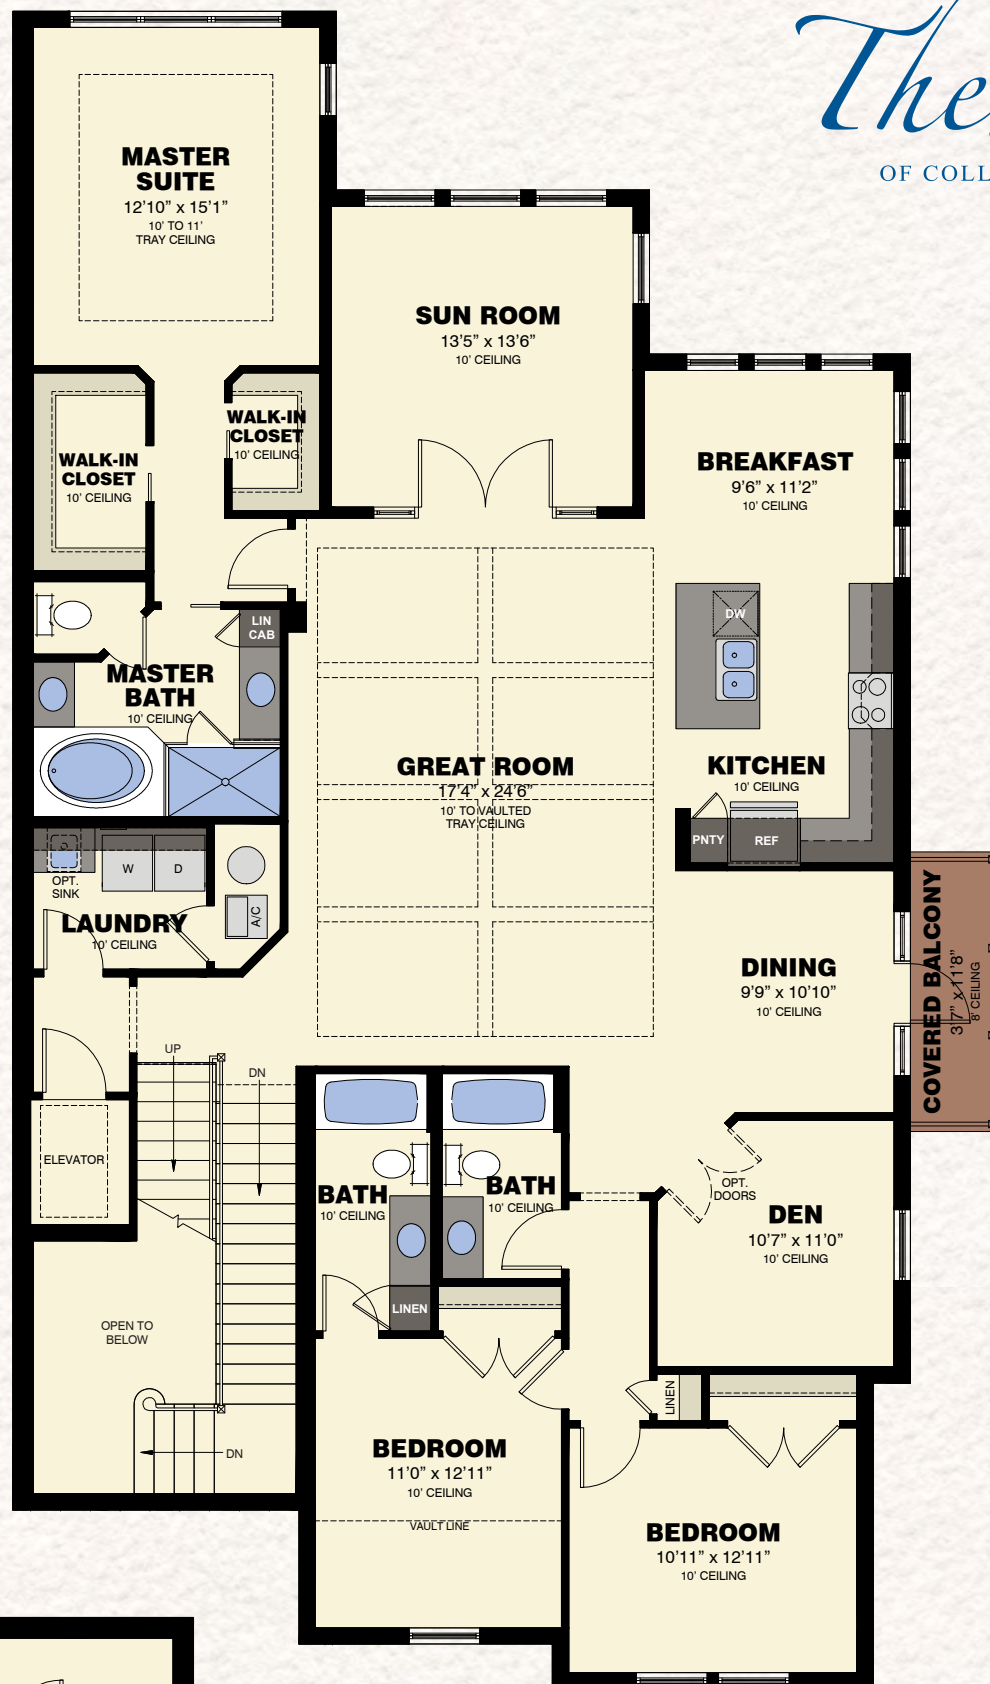 The
OF COLL
MASTER
SUITE
12'10" x 15'1"
10' TO 11'
TRAY CEILING
SUN ROOM
13'5" x 13'6"
10' CEILING
WALK-IN
CLOSET
10' CEILING
WALK-IN
CLOSET
10' CEILING
BREAKFAST
9'6" x 11'2"
10' CEILING
LIN
CAB
DW
MASTER
BATH
10' CEILING
GREAT ROOM
17'4" x 24'6"
10' TO VAULTED
TRAY CEILING
KITCHEN
10' CEILING
PNTY
REF
W
D
OPT.
SINK
A/C
LAUNDRY
10' CEILING
COVERED BALCONY
3'7" x 11'8"
8' CEILING
DINING
9'9" x 10'10"
10' CEILING
UP
DN
ELEVATOR
BATH
10' CEILING
BATH
10' CEILING
OPT.
DOORS
DEN
10'7" x 11'0"
10' CEILING
LINEN
OPEN TO
BELOW
LINEN
DN
BEDROOM
11'0" x 12'11"
10' CEILING
VAULT LINE
BEDROOM
10'11" x 12'11"
10' CEILING